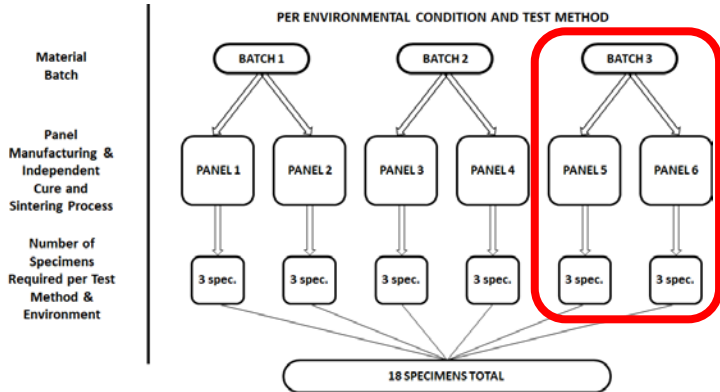 PER ENVIRONMENTAL CONDITION AND TEST METHOD
Material
Batch
BATCH 1
BATCH 2
BATCH 3
Panel
Manufacturing &
Independent
Cure and
Sintering Process
PANEL 1
PANEL 2
PANEL 3
PANEL 4
PANEL 5
PANEL 6
Number of
Specimens
Required per Test
Method &
Environment
3 spec.
3 spec.
3 spec.
3 spec.
3 spec.
3 spec.
18 SPECIMENS TOTAL